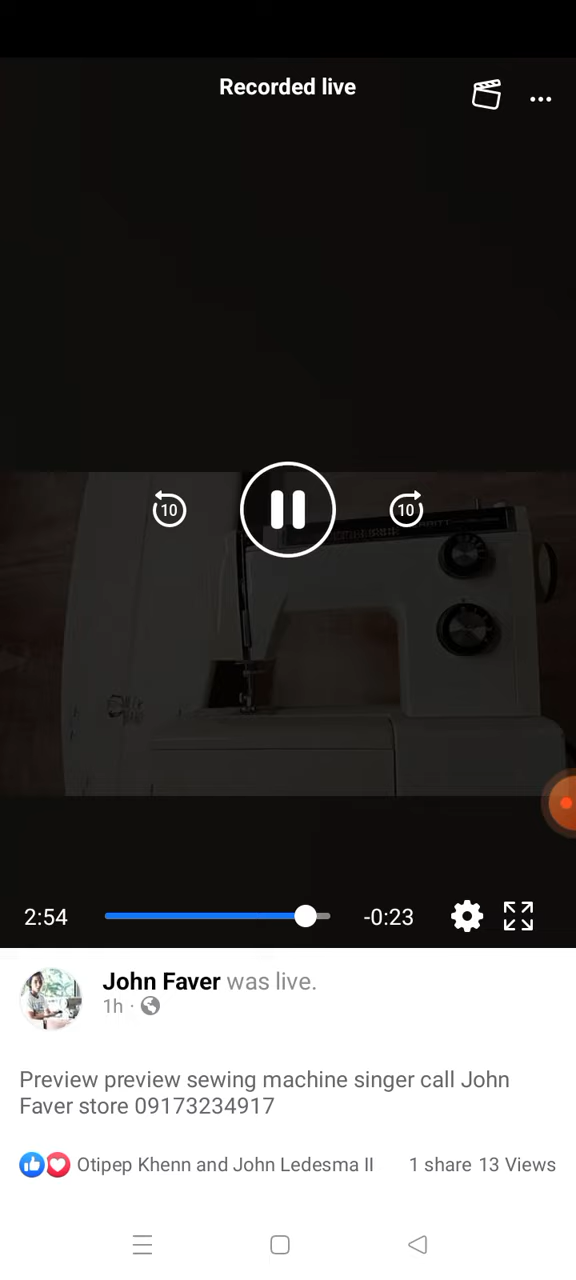 Recorded live
10
10
2:54
-0:23
John Faver was live.
1h ·
Preview preview sewing machine singer call John
Faver store 09173234917
Otipep Khenn and John Ledesma II 1 share 13 Views